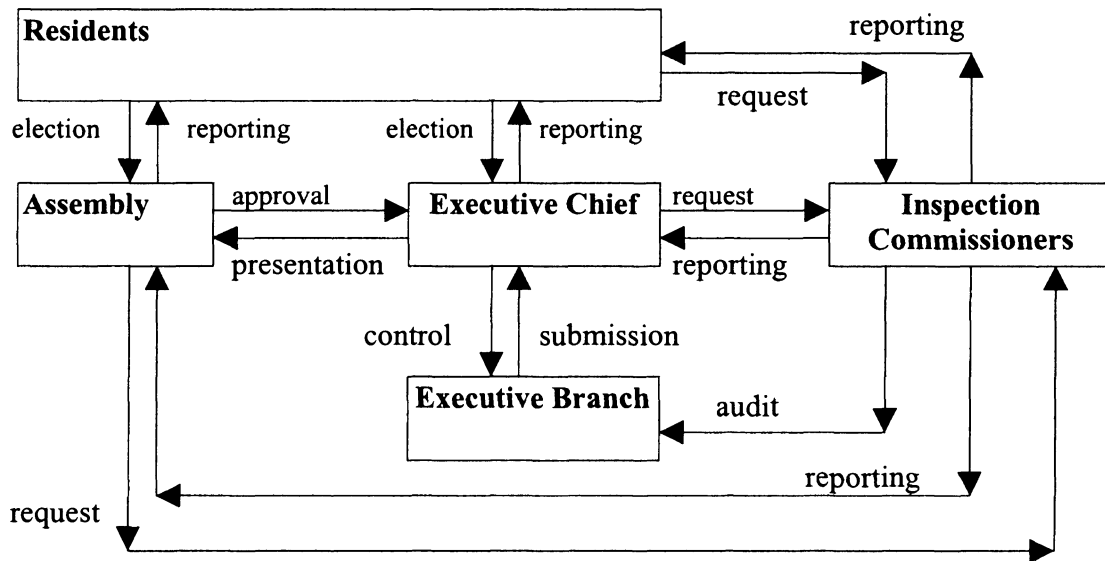 Residents
reporting
request
election
reporting
election
reporting
Assembly
approval
Executive Chief
request
Inspection
Commissioners
presentation
reporting
control
submission
Executive Branch
audit
reporting
request